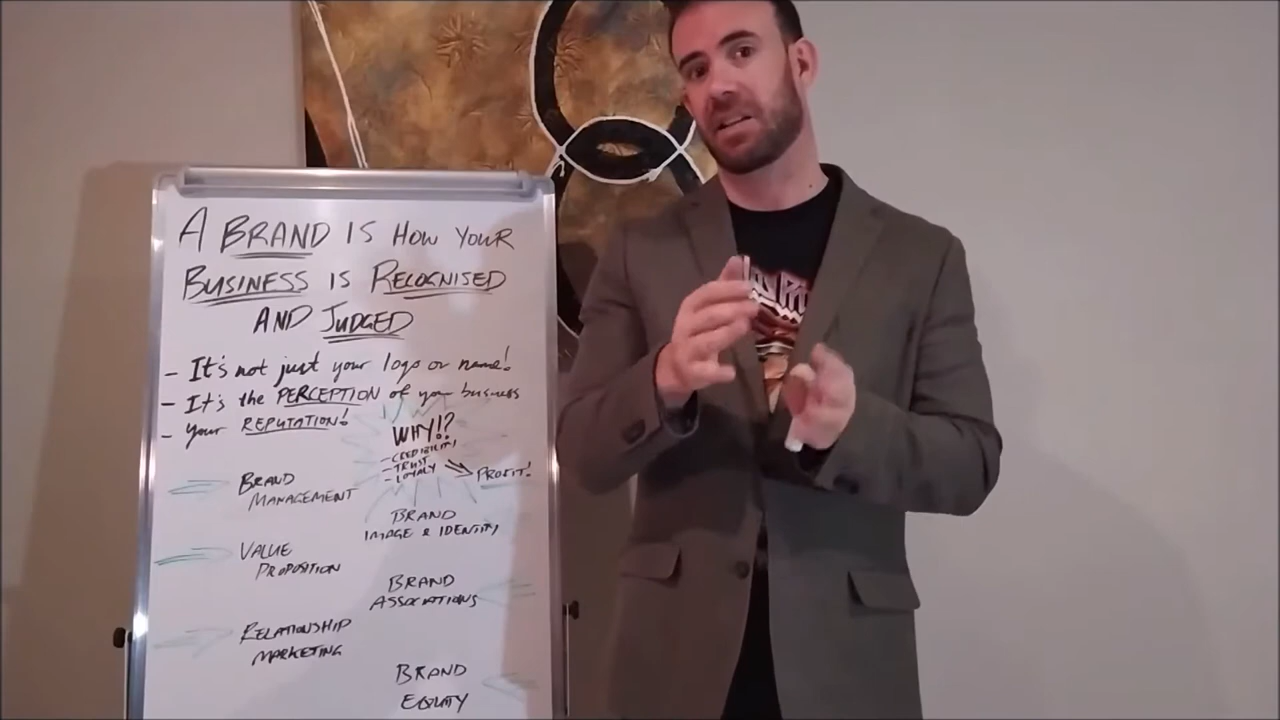 A BRAND IS HOW YOUR
BUSINESS IS RECOGNISED
AND JUDGED
- It's not just your logo or name!
- It's the PERCEPTION of your business
- Your REPUTATION!
WHY!?
- CREDIBILITY
- TRUST
- LOYALTY
PROFIT!
BRAND
MANAGEMENT
BRAND
IMAGE & IDENTITY
VALUE
PROPOSITION
BRAND
ASSOCIATIONS
RELATIONSHIP
MARKETING
BRAND
EQUITY